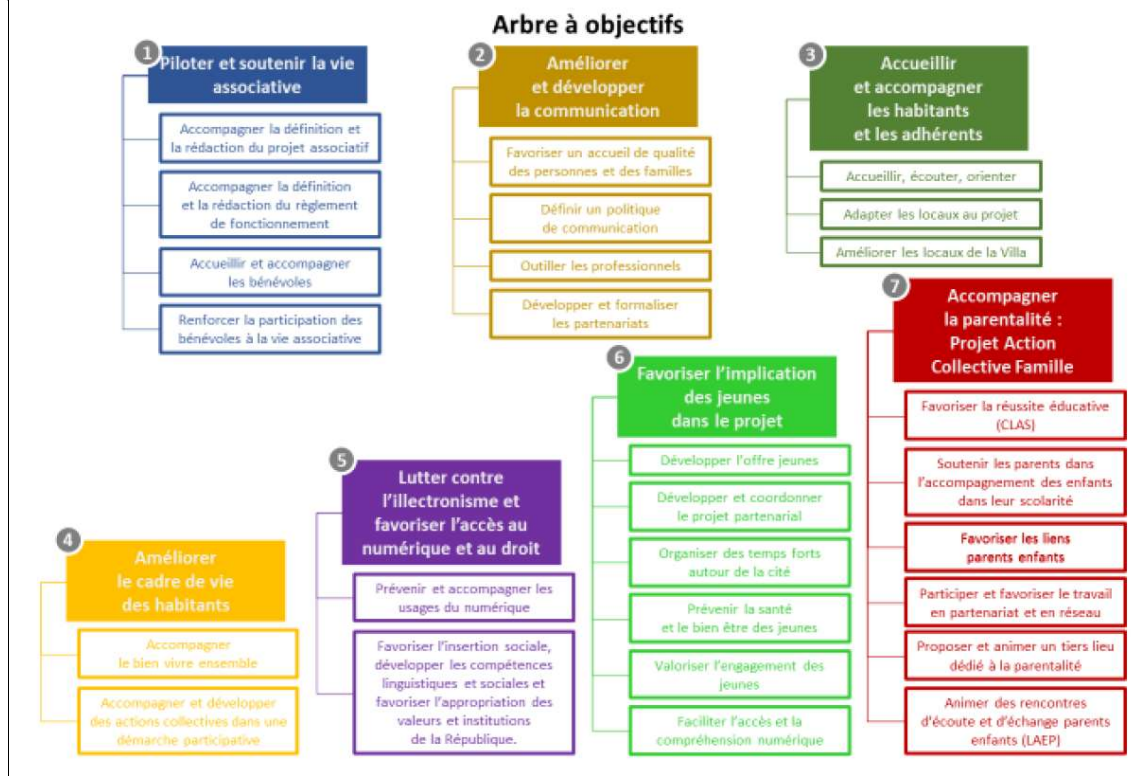 Arbre à objectifs
1
Piloter et soutenir la vie
associative
Accompagner la définition et
la rédaction du projet associatif
Accompagner la définition
et la rédaction du règlement
de fonctionnement
Accueillir et accompagner
les bénévoles
Renforcer la participation des
bénévoles à la vie associative
2
Améliorer
et développer
la communication
Favoriser un accueil de qualité
des personnes et des familles
Définir un politique
de communication
Outiller les professionnels
Développer et formaliser
les partenariats
3
Accueillir
et accompagner
les habitants
et les adhérents
Accueillir, écouter, orienter
Adapter les locaux au projet
Améliorer les locaux de la Villa
4
Améliorer
le cadre de vie
des habitants
Accompagner
le bien vivre ensemble
Accompagner et développer
des actions collectives dans une
démarche participative
5
Lutter contre
l'illectronisme et
favoriser l'accès au
numérique et au droit
Prévenir et accompagner les
usages du numérique
Favoriser l'insertion sociale,
développer les compétences
linguistiques et sociales et
favoriser l'appropriation des
valeurs et institutions
de la République.
6
Favoriser l'implication
des jeunes
dans le projet
Développer l'offre jeunes
Développer et coordonner
le projet partenarial
Organiser des temps forts
autour de la cité
Prévenir la santé
et le bien être des jeunes
Valoriser l'engagement des
jeunes
Faciliter l'accès et la
compréhension numérique
7
Accompagner
la parentalité :
Projet Action
Collective Famille
Favoriser la réussite éducative
(CLAS)
Soutenir les parents dans
l'accompagnement des enfants
dans leur scolarité
Favoriser les liens
parents enfants
Participer et favoriser le travail
en partenariat et en réseau
Proposer et animer un tiers lieu
dédié à la parentalité
Animer des rencontres
d'écoute et d'échange parents
enfants (LAEP)